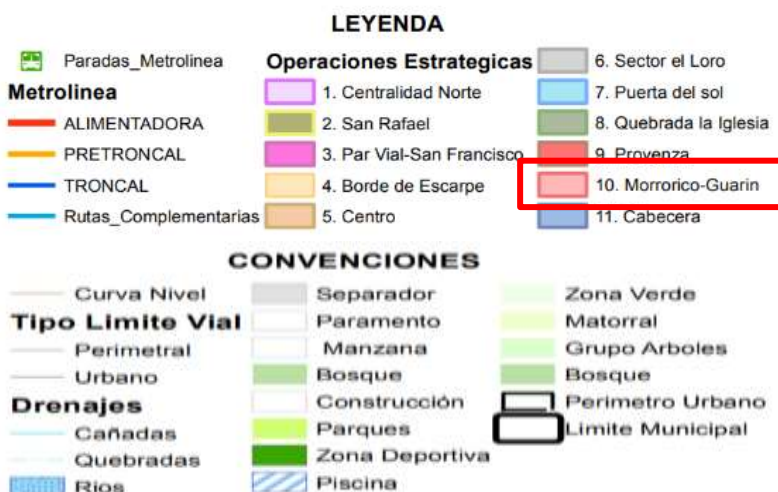 LEYENDA
Paradas_Metrolinea
Metrolinea
ALIMENTADORA
PRETRONCAL
TRONCAL
Rutas_Complementarias
Operaciones Estrategicas
1. Centralidad Norte
2. San Rafael
3. Par Vial-San Francisco
4. Borde de Escarpe
5. Centro
6. Sector el Loro
7. Puerta del sol
8. Quebrada la Iglesia
9. Provenza
10. Morrorico-Guarin
11. Cabecera
CONVENCIONES
Curva Nivel
Tipo Limite Vial
Perimetral
Urbano
Drenajes
Cañadas
Quebradas
Rios
Separador
Paramento
Manzana
Bosque
Construcción
Parques
Zona Deportiva
Piscina
Zona Verde
Matorral
Grupo Arboles
Bosque
Perimetro Urbano
Limite Municipal